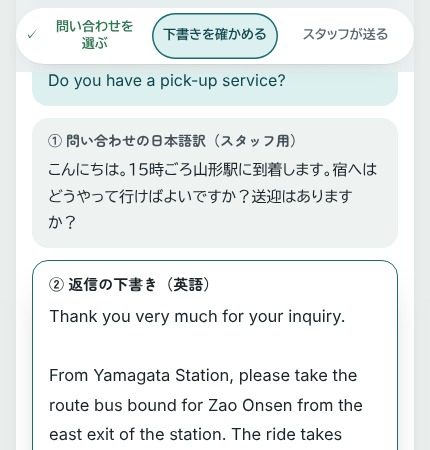 ✓ 問い合わせを
選ぶ
下書きを確かめる
スタッフが送る
Do you have a pick-up service?
① 問い合わせの日本語訳（スタッフ用）
こんにちは。15時ごろ山形駅に到着します。宿へは
どうやって行けばよいですか？送迎はあります
か？
② 返信の下書き（英語）
Thank you very much for your inquiry.
From Yamagata Station, please take the
route bus bound for Zao Onsen from the
east exit of the station. The ride takes